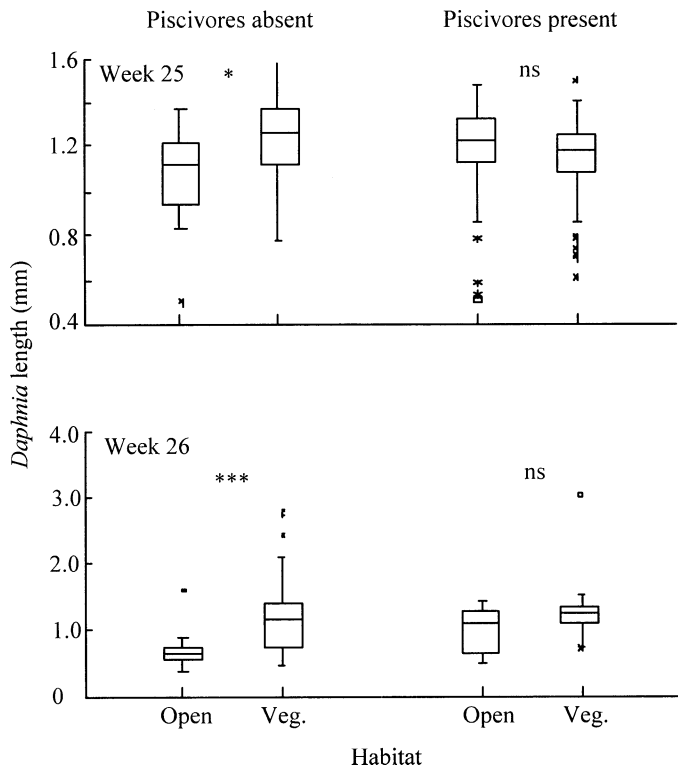 Piscivores absent
Piscivores present
1.6
Week 25
*
ns
1.2
0.8
0.4
Daphnia length (mm)
4.0
Week 26
***
ns
3.0
2.0
1.0
0
Open
Veg.
Open
Veg.
Habitat